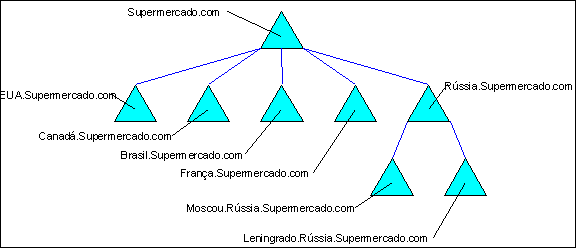 Supermercado.com
EUA.Supermercado.com
Rússia.Supermercado.com
Canadá.Supermercado.com
Brasil.Supermercado.com
França.Supermercado.com
Moscou.Rússia.Supermercado.com
Leningrado.Rússia.Supermercado.com